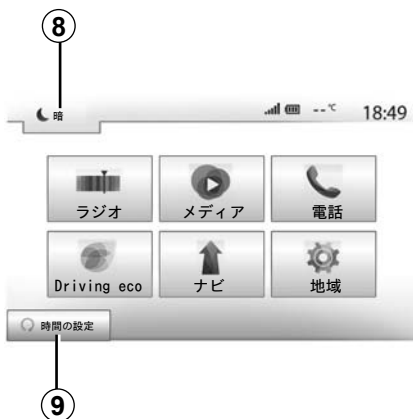 8
暗 --℃ 18:49
ラジオ メディア 電話
Driving eco ナビ 地域
時間の設定
9